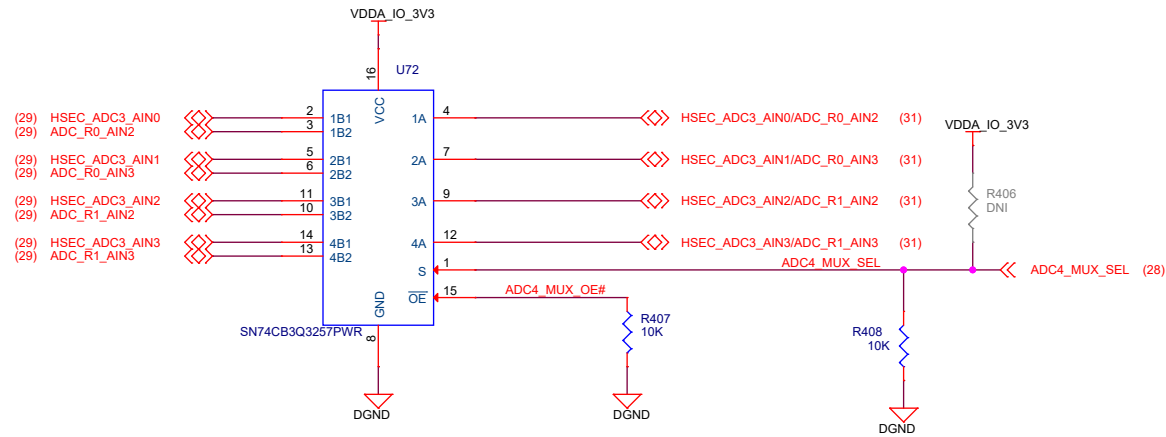 VDDA_IO_3V3
U72
16
VCC
(29) HSEC_ADC3_AIN0 2 1B1 1A 4 HSEC_ADC3_AIN0/ADC_R0_AIN2 (31)
(29) ADC_R0_AIN2 3 1B2
VDDA_IO_3V3
(29) HSEC_ADC3_AIN1 5 2B1 2A 7 HSEC_ADC3_AIN1/ADC_R0_AIN3 (31)
(29) ADC_R0_AIN3 6 2B2
R406
DNI
(29) HSEC_ADC3_AIN2 11 3B1 3A 9 HSEC_ADC3_AIN2/ADC_R1_AIN2 (31)
(29) ADC_R1_AIN2 10 3B2
(29) HSEC_ADC3_AIN3 14 4B1 4A 12 HSEC_ADC3_AIN3/ADC_R1_AIN3 (31)
(29) ADC_R1_AIN3 13 4B2
S 1 ADC4_MUX_SEL ADC4_MUX_SEL (28)
OE 15 ADC4_MUX_OE#
GND
8
SN74CB3Q3257PWR
R407
10K
R408
10K
DGND
DGND
DGND